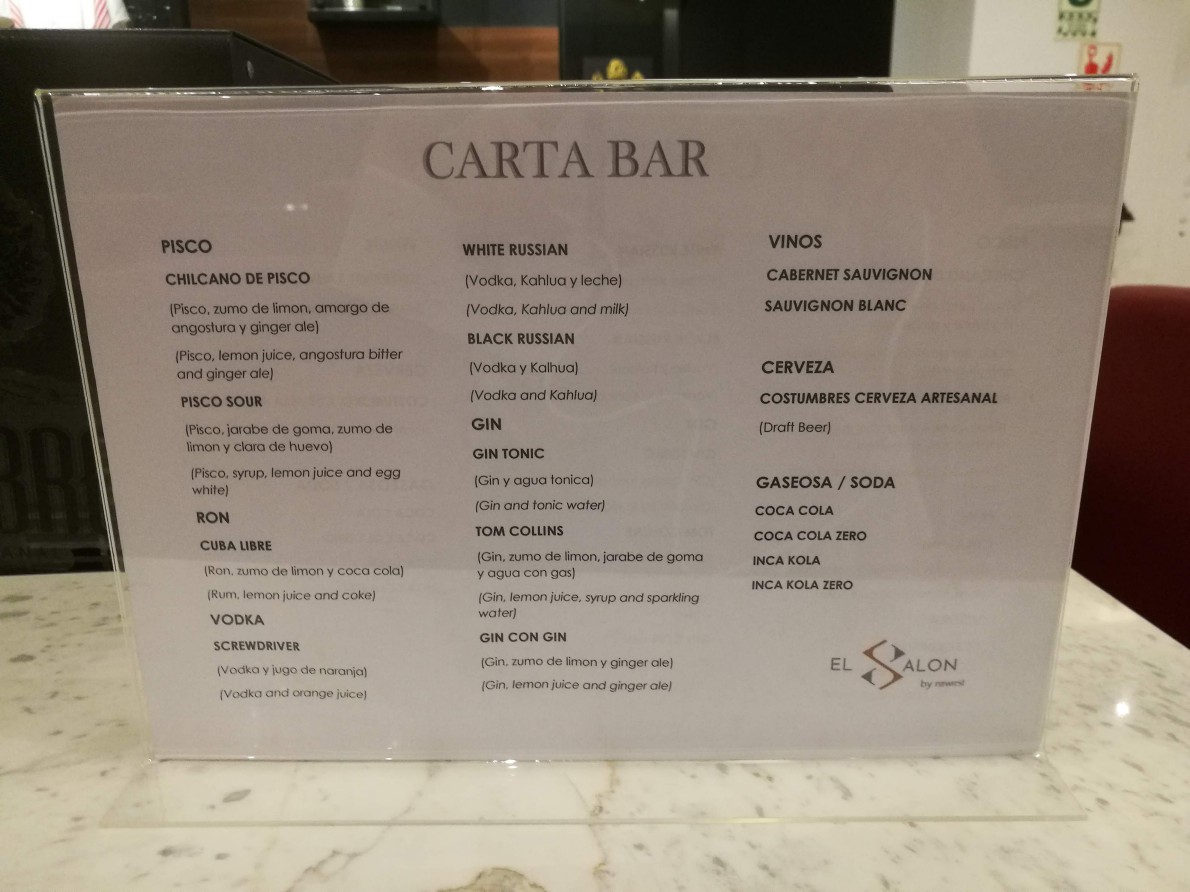 CARTA BAR
PISCO
CHILCANO DE PISCO
(Pisco, zumo de limon, amargo de
angostura y ginger ale)
(Pisco, lemon juice, angostura bitter
and ginger ale)
PISCO SOUR
(Pisco, jarabe de goma, zumo de
limon y clara de huevo)
(Pisco, syrup, lemon juice and egg
white)
RON
CUBA LIBRE
(Ron, zumo de limon y coca cola)
(Rum, lemon juice and coke)
VODKA
SCREWDRIVER
(Vodka y jugo de naranja)
(Vodka and orange juice)
WHITE RUSSIAN
(Vodka, Kahlua y leche)
(Vodka, Kahlua and milk)
BLACK RUSSIAN
(Vodka y Kalhua)
(Vodka and Kahlua)
GIN
GIN TONIC
(Gin y agua tonica)
(Gin and tonic water)
TOM COLLINS
(Gin, zumo de limon, jarabe de goma
y agua con gas)
(Gin, lemon juice, syrup and sparkling
water)
GIN CON GIN
(Gin, zumo de limon y ginger ale)
(Gin, lemon juice and ginger ale)
VINOS
CABERNET SAUVIGNON
SAUVIGNON BLANC
CERVEZA
COSTUMBRES CERVEZA ARTESANAL
(Draft Beer)
GASEOSA / SODA
COCA COLA
COCA COLA ZERO
INCA KOLA
INCA KOLA ZERO
EL SALON
by newrest